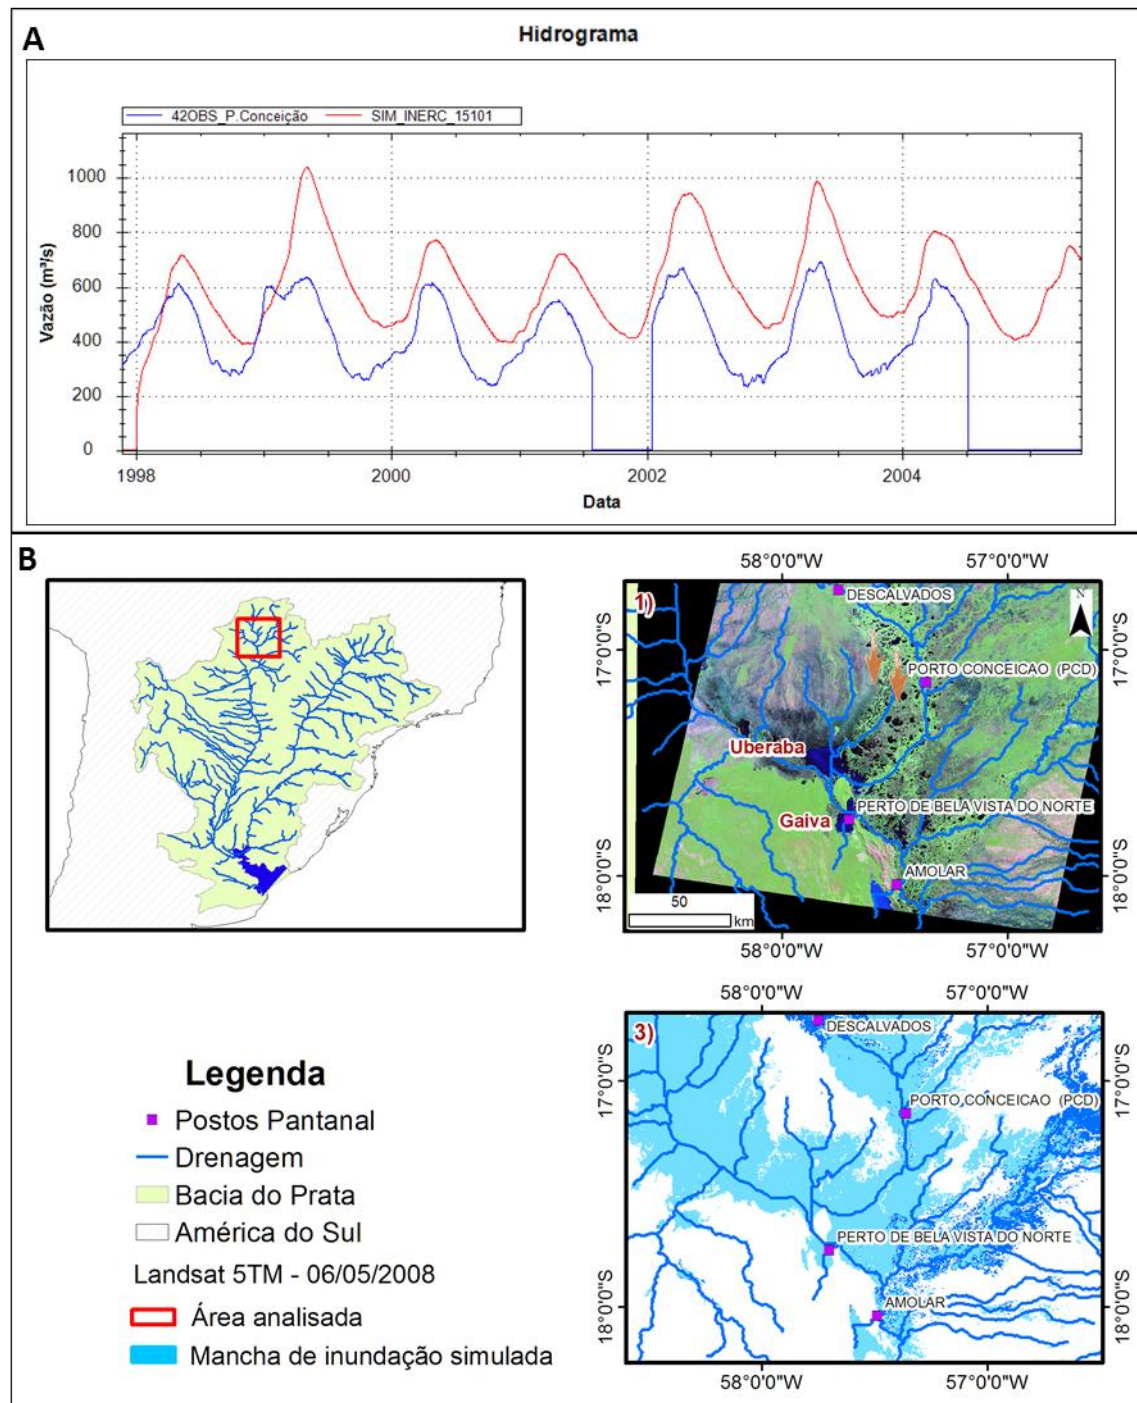 A
Hidrograma
42OBS_P.Conceição SIM_INERC_15101
Vazão (m³/s)
1000
800
600
400
200
0
1998 2000 2002 2004
Data
B
58°0'0"W 57°0'0"W
1)
N
DESCALVADOS
17°0'0"S 17°0'0"S
PORTO CONCEICAO (PCD)
Uberaba
PERTO DE BELA VISTA DO NORTE
Gaiva
AMOLAR
18°0'0"S 18°0'0"S
50
km
58°0'0"W 57°0'0"W
58°0'0"W 57°0'0"W
3)
DESCALVADOS
17°0'0"S 17°0'0"S
PORTO CONCEICAO (PCD)
PERTO DE BELA VISTA DO NORTE
AMOLAR
18°0'0"S 18°0'0"S
58°0'0"W 57°0'0"W
Legenda
Postos Pantanal
Drenagem
Bacia do Prata
América do Sul
Landsat 5TM - 06/05/2008
Área analisada
Mancha de inundação simulada